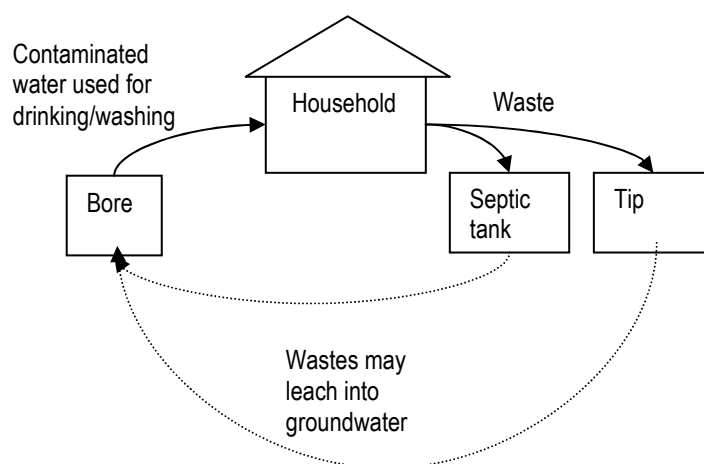 Contaminated
water used for
drinking/washing
Household
Waste
Bore
Septic
tank
Tip
Wastes may
leach into
groundwater